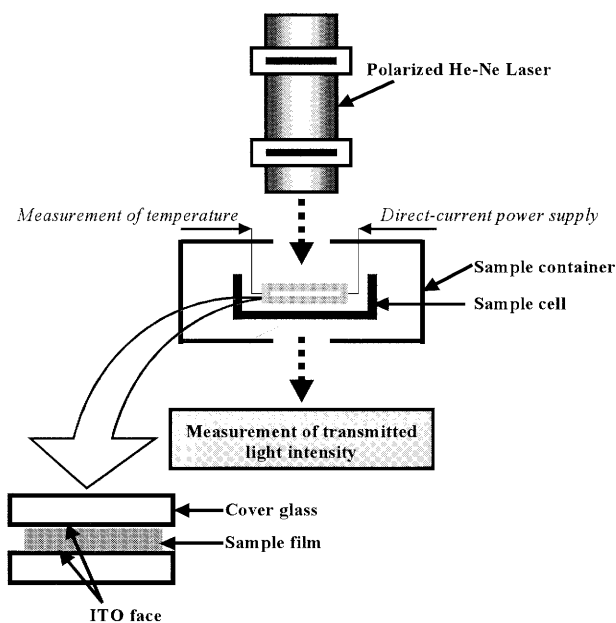 Polarized He-Ne Laser
Measurement of temperature
Direct-current power supply
Sample container
Sample cell
Measurement of transmitted
light intensity
Cover glass
Sample film
ITO face